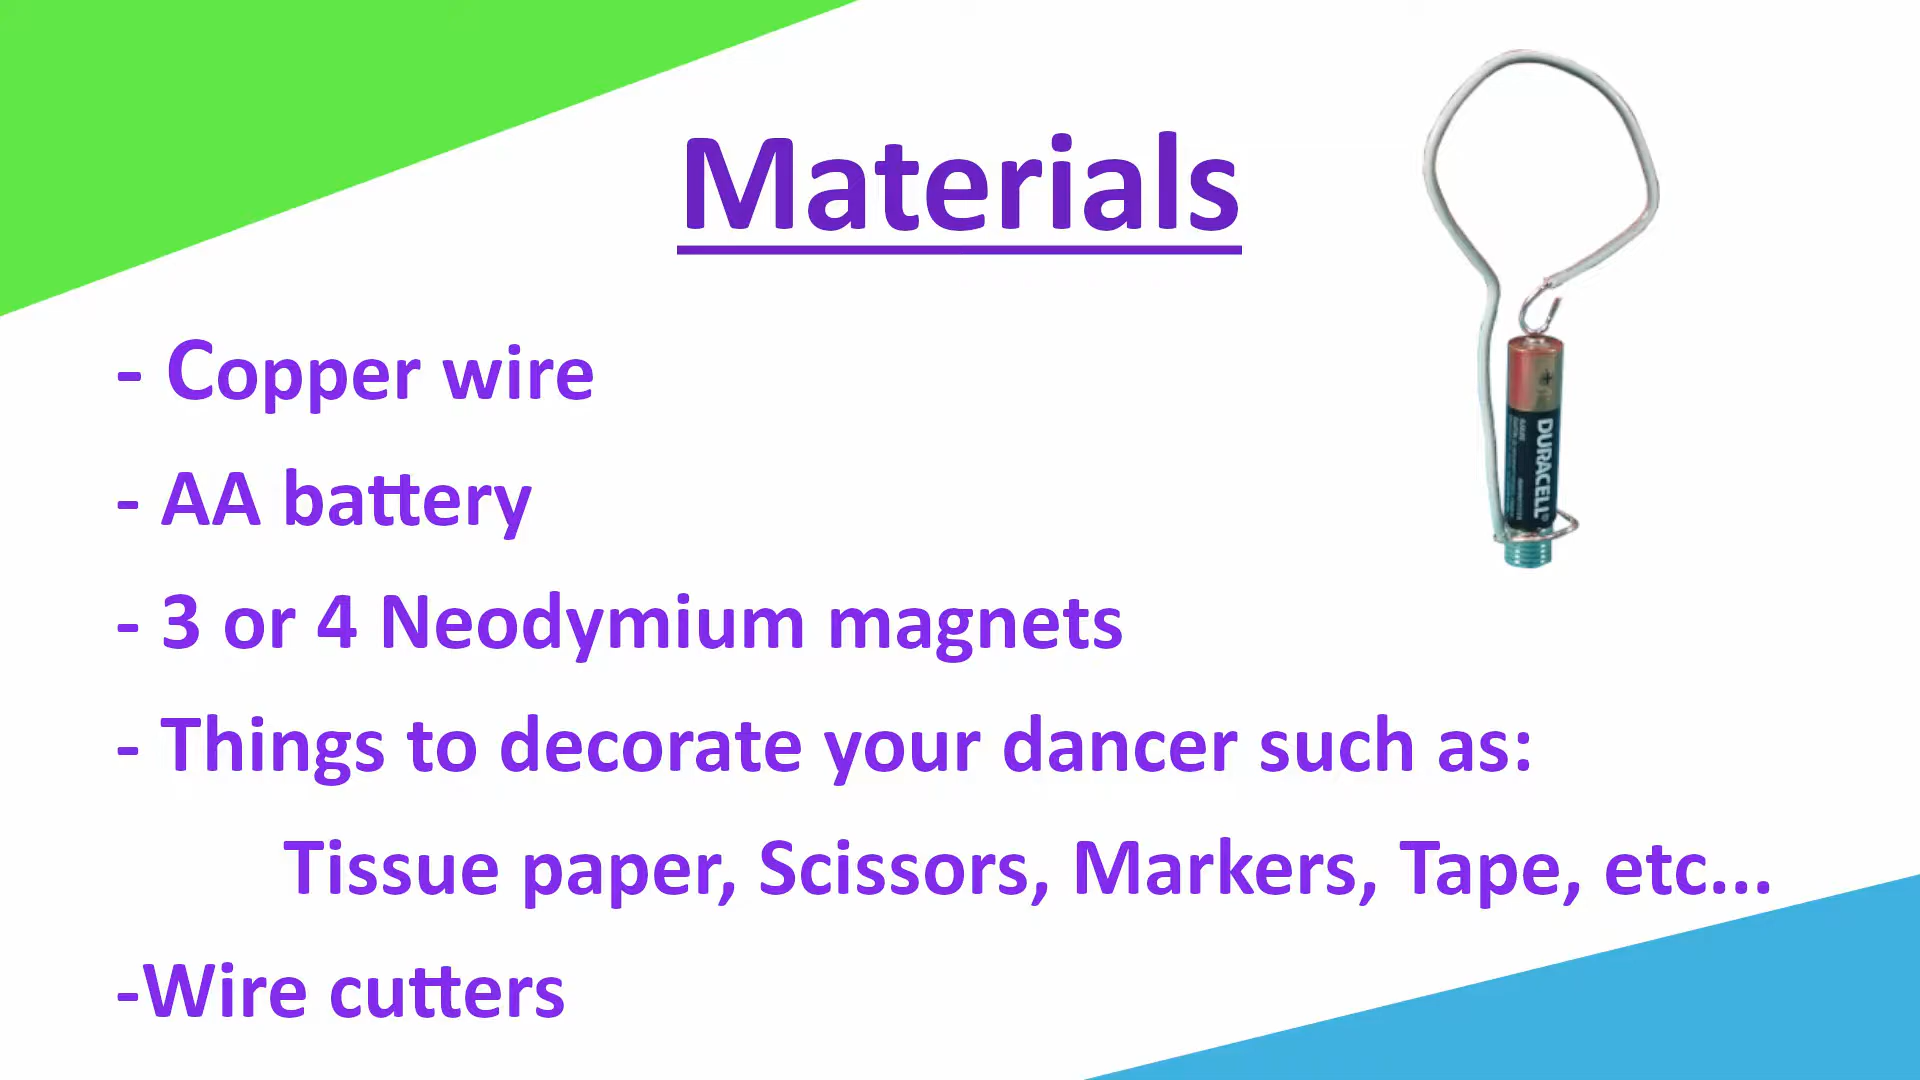 Materials
- Copper wire
- AA battery
- 3 or 4 Neodymium magnets
- Things to decorate your dancer such as:
Tissue paper, Scissors, Markers, Tape, etc...
-Wire cutters
+
DURACELL®